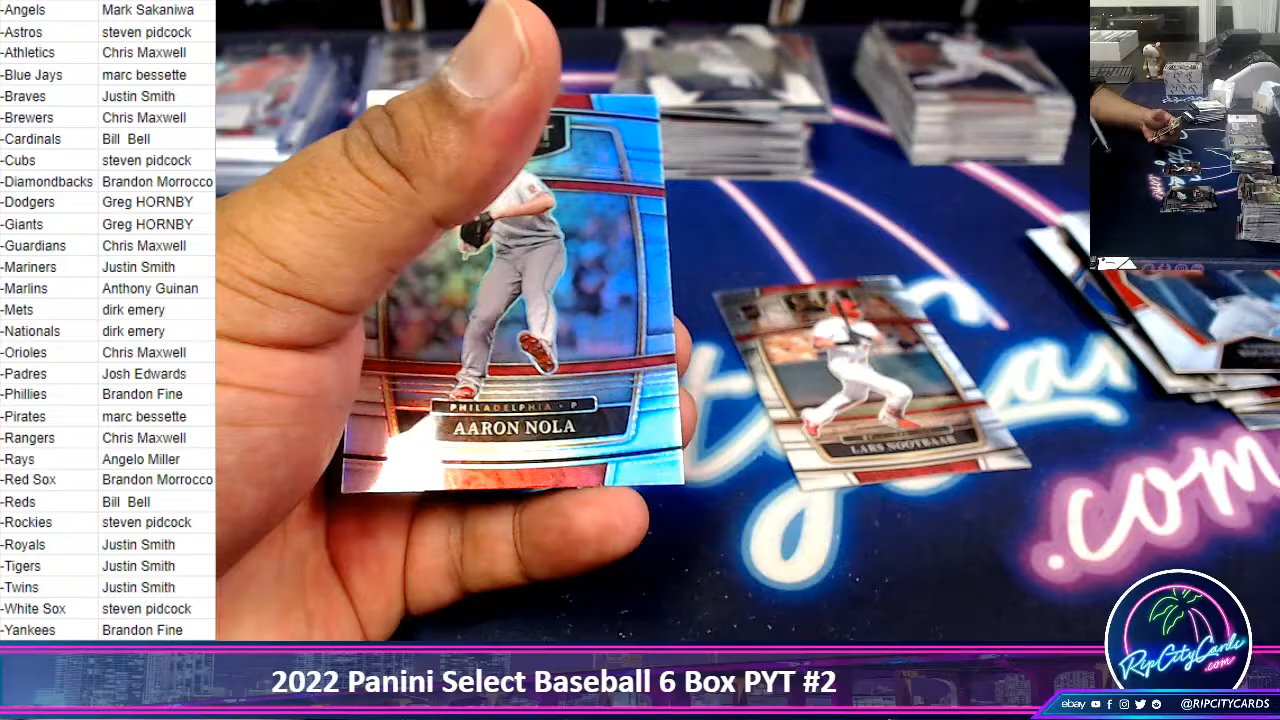 -Angels Mark Sakaniwa
-Astros steven pidcock
-Athletics Chris Maxwell
-Blue Jays marc bessette
-Braves Justin Smith
-Brewers Chris Maxwell
-Cardinals Bill Bell
-Cubs steven pidcock
-Diamondbacks Brandon Morrocco
-Dodgers Greg HORNBY
-Giants Greg HORNBY
-Guardians Chris Maxwell
-Mariners Justin Smith
-Marlins Anthony Guinan
-Mets dirk emery
-Nationals dirk emery
-Orioles Chris Maxwell
-Padres Josh Edwards
-Phillies Brandon Fine
-Pirates marc bessette
-Rangers Chris Maxwell
-Rays Angelo Miller
-Red Sox Brandon Morrocco
-Reds Bill Bell
-Rockies steven pidcock
-Royals Justin Smith
-Tigers Justin Smith
-Twins Justin Smith
-White Sox steven pidcock
-Yankees Brandon Fine
PHILADELPHIA - P
AARON NOLA
LARS NOOTBAAR
.com
RipCityCards
.com
2022 Panini Select Baseball 6 Box PYT #2
ebay @RIPCITYCARDS